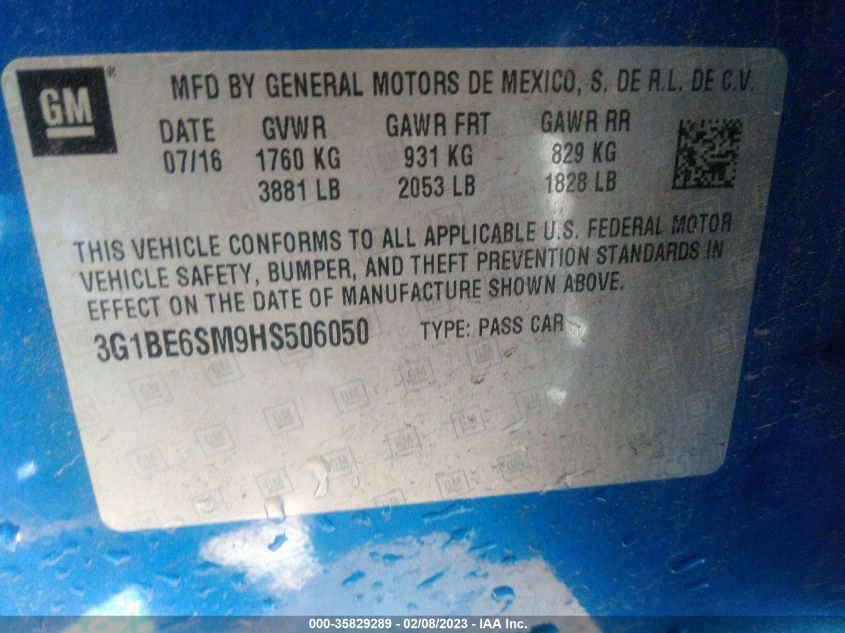 GM®
MFD BY GENERAL MOTORS DE MEXICO, S. DE R.L. DE C.V.
DATE GVWR GAWR FRT GAWR RR
07/16 1760 KG 931 KG 829 KG
3881 LB 2053 LB 1828 LB
THIS VEHICLE CONFORMS TO ALL APPLICABLE U.S. FEDERAL MOTOR
VEHICLE SAFETY, BUMPER, AND THEFT PREVENTION STANDARDS IN
EFFECT ON THE DATE OF MANUFACTURE SHOWN ABOVE.
3G1BE6SM9HS506050 TYPE: PASS CAR
000-35829289 - 02/08/2023 - IAA Inc.